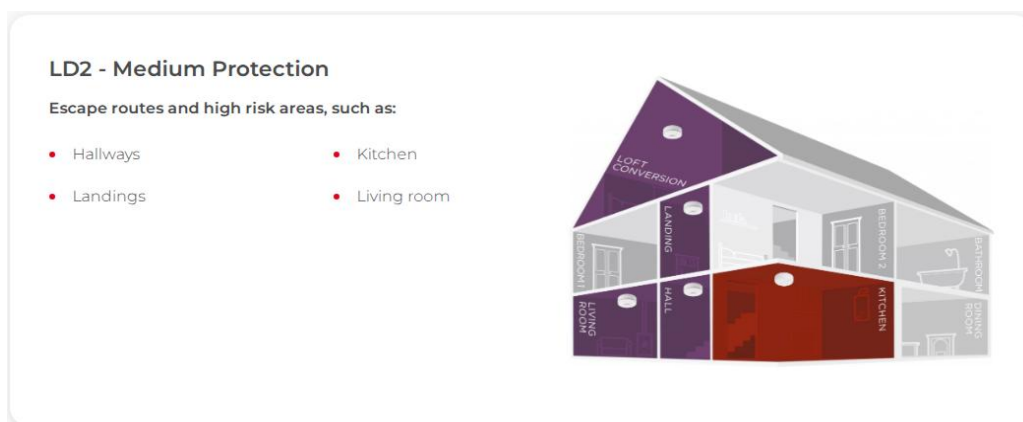 LD2 - Medium Protection
Escape routes and high risk areas, such as:
Hallways
Kitchen
Landings
Living room
LOFT
CONVERSION
BEDROOM 1
LANDING
BEDROOM 2
BATHROOM
LIVING
ROOM
HALL
KITCHEN
DINING
ROOM